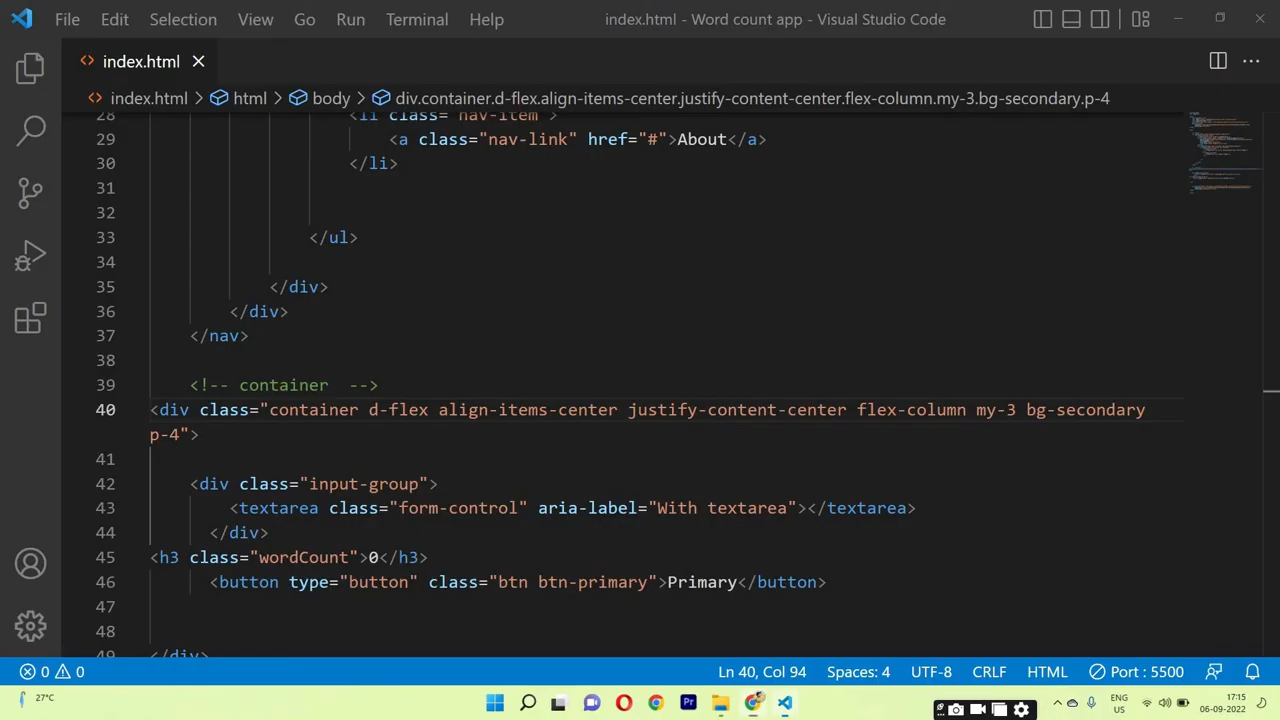 File Edit Selection View Go Run Terminal Help index.html - Word count app - Visual Studio Code
index.html
index.html > html > body > div.container.d-flex.align-items-center.justify-content-center.flex-column.my-3.bg-secondary.p-4
28 <li class="nav-item">
29 <a class="nav-link" href="#">About</a>
30 </li>
31
32
33 </ul>
34
35 </div>
36 </div>
37 </nav>
38
39 <!-- container  -->
40 <div class="container d-flex align-items-center justify-content-center flex-column my-3 bg-secondary
p-4">
41
42 <div class="input-group">
43 <textarea class="form-control" aria-label="With textarea"></textarea>
44 </div>
45 <h3 class="wordCount">0</h3>
46 <button type="button" class="btn btn-primary">Primary</button>
47
48
49 </div>
0 0 Ln 40, Col 94 Spaces: 4 UTF-8 CRLF HTML Port : 5500
27°C ENG 17:15
US 06-09-2022